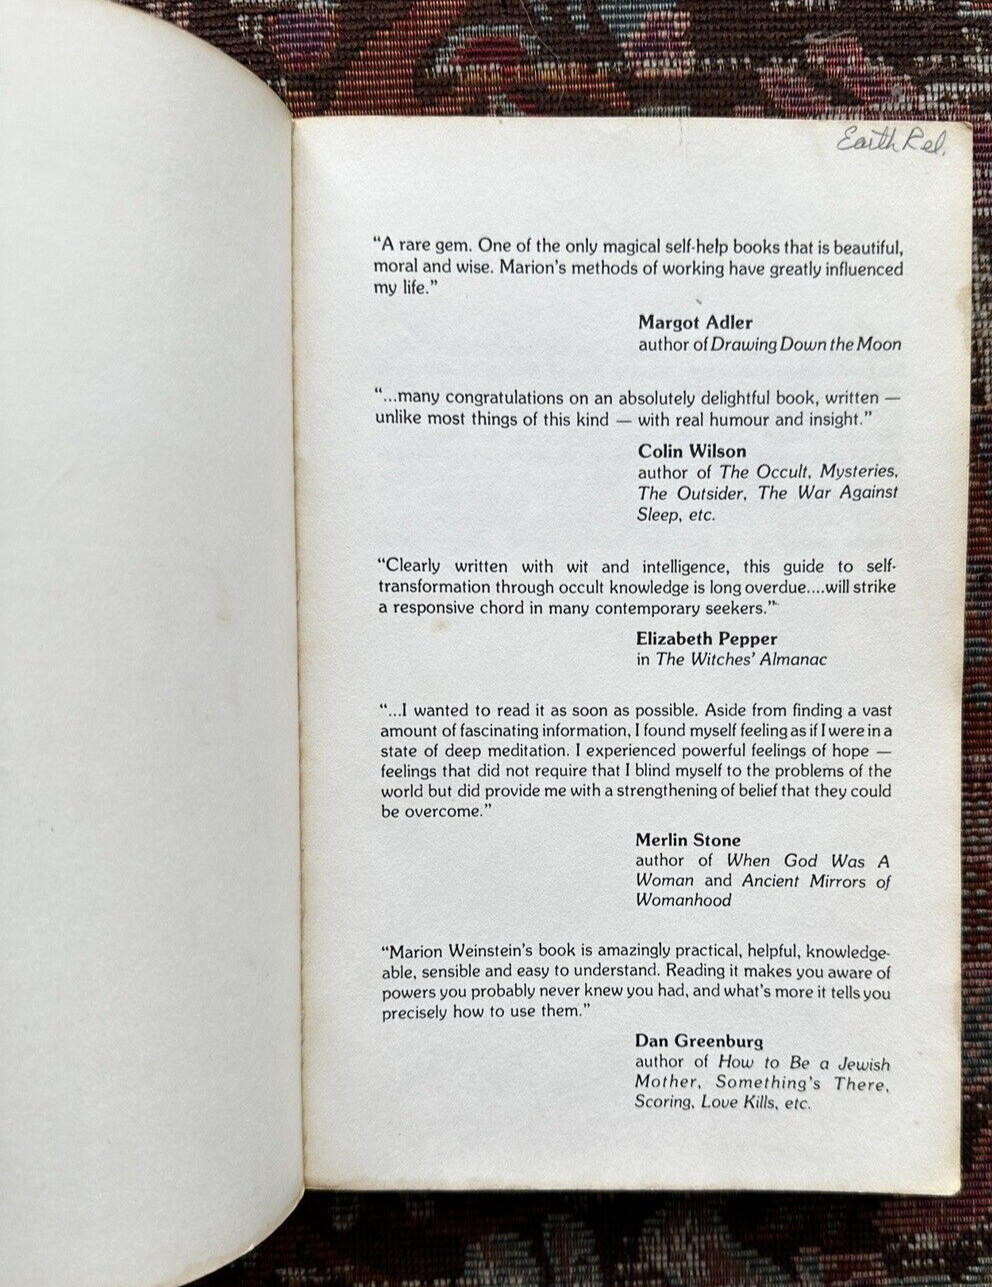 Earth Rel.
“A rare gem. One of the only magical self-help books that is beautiful,
moral and wise. Marion’s methods of working have greatly influenced
my life.”
Margot Adler
author of Drawing Down the Moon
“...many congratulations on an absolutely delightful book, written —
unlike most things of this kind — with real humour and insight.”
Colin Wilson
author of The Occult, Mysteries,
The Outsider, The War Against
Sleep, etc.
“Clearly written with wit and intelligence, this guide to self-
transformation through occult knowledge is long overdue....will strike
a responsive chord in many contemporary seekers.”
Elizabeth Pepper
in The Witches’ Almanac
“...I wanted to read it as soon as possible. Aside from finding a vast
amount of fascinating information, I found myself feeling as if I were in a
state of deep meditation. I experienced powerful feelings of hope —
feelings that did not require that I blind myself to the problems of the
world but did provide me with a strengthening of belief that they could
be overcome.”
Merlin Stone
author of When God Was A
Woman and Ancient Mirrors of
Womanhood
“Marion Weinstein’s book is amazingly practical, helpful, knowledge-
able, sensible and easy to understand. Reading it makes you aware of
powers you probably never knew you had, and what’s more it tells you
precisely how to use them.”
Dan Greenburg
author of How to Be a Jewish
Mother, Something’s There,
Scoring, Love Kills, etc.